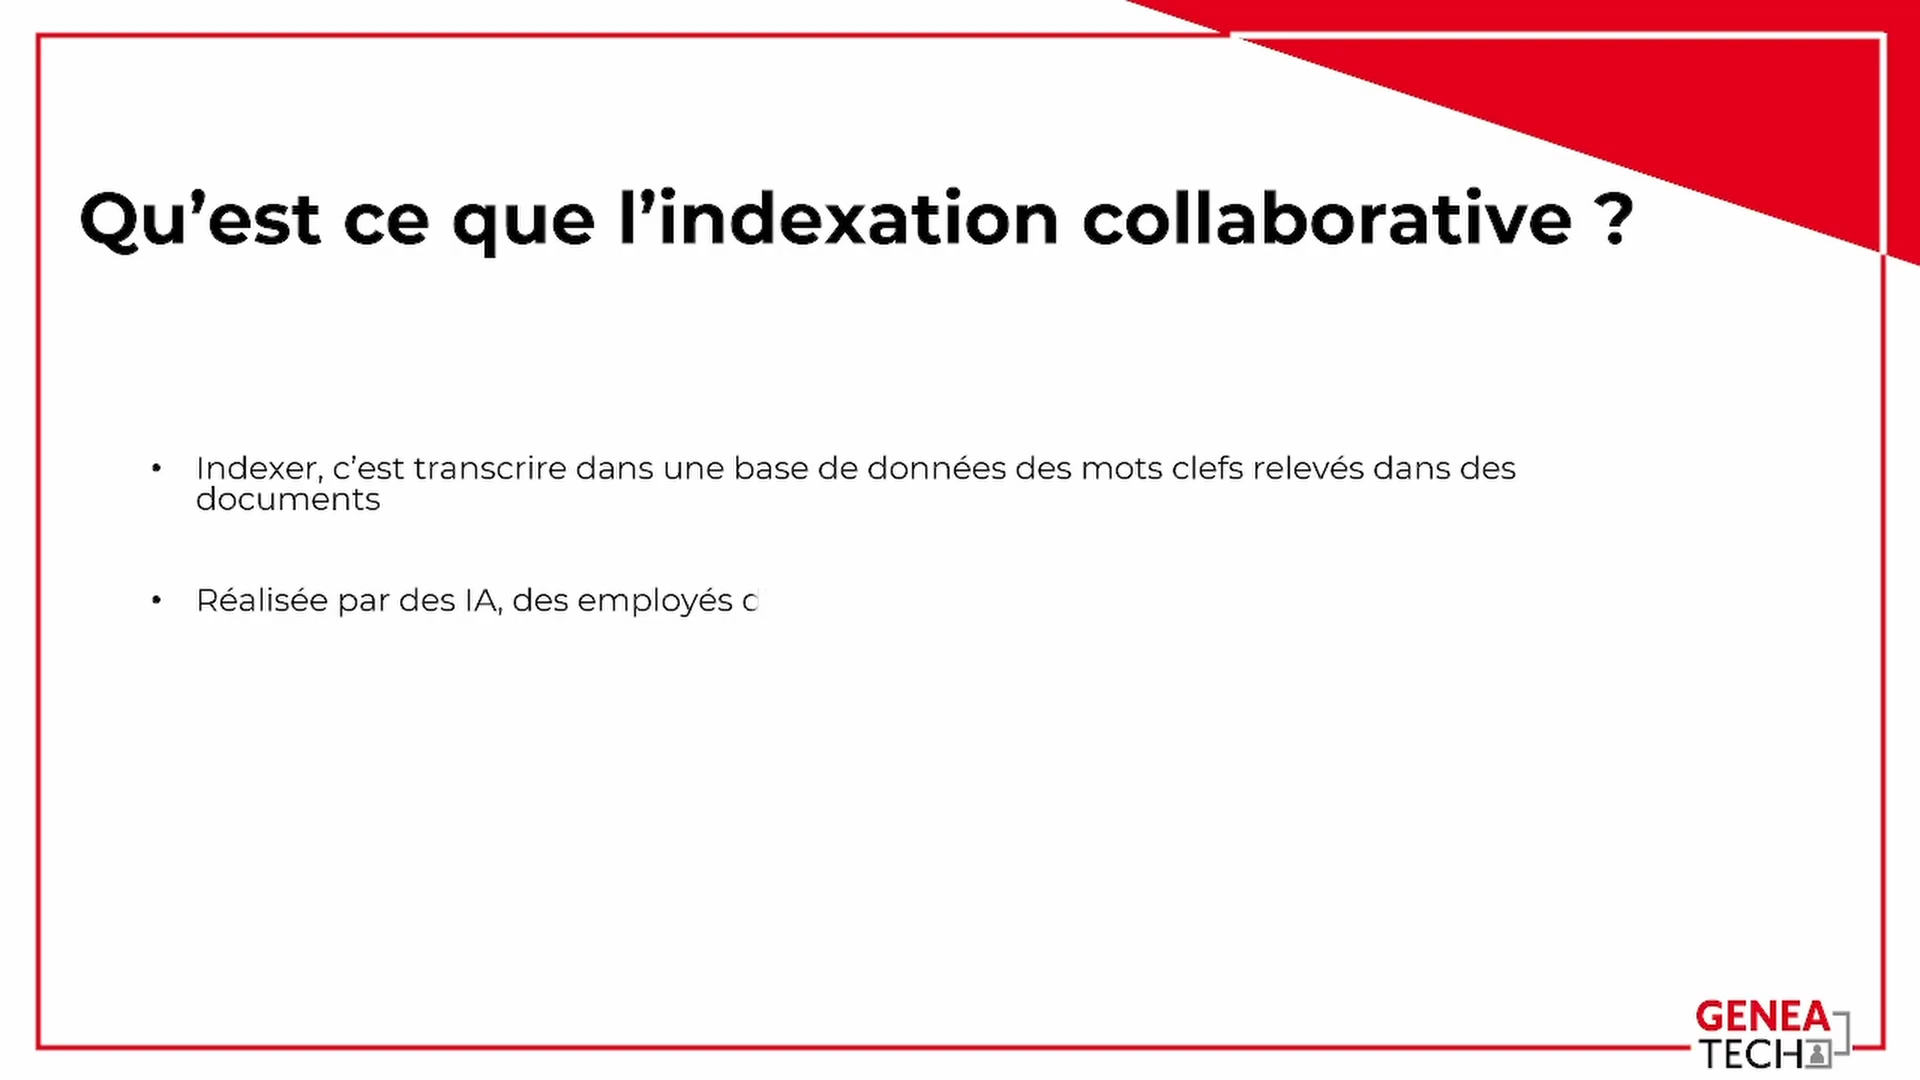 Qu’est ce que l’indexation collaborative ?
• Indexer, c’est transcrire dans une base de données des mots clefs relevés dans des
documents
• Réalisée par des IA, des employés
GENEA
TECH